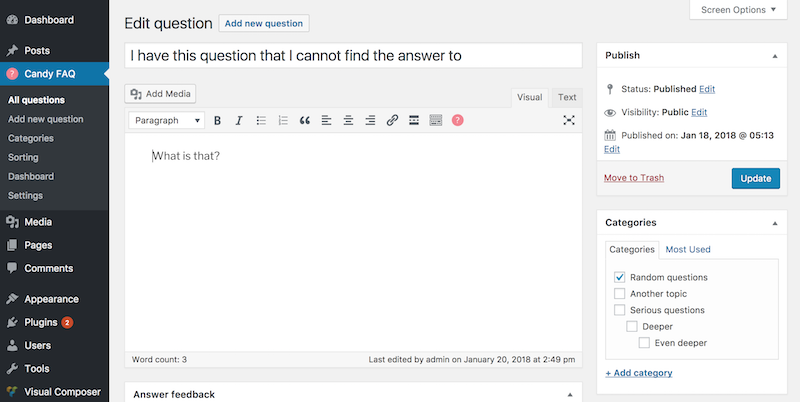 Dashboard
Posts
Candy FAQ
All questions
Add new question
Categories
Sorting
Dashboard
Settings
Media
Pages
Comments
Appearance
Plugins 2
Users
Tools
Visual Composer
Screen Options
Edit question Add new question
I have this question that I cannot find the answer to
Add Media
Visual Text
Paragraph B I ?
What is that?
Word count: 3 Last edited by admin on January 20, 2018 at 2:49 pm
Answer feedback
Publish
Status: Published Edit
Visibility: Public Edit
Published on: Jan 18, 2018 @ 05:13
Edit
Move to Trash Update
Categories
Categories Most Used
Random questions
Another topic
Serious questions
Deeper
Even deeper
+ Add category